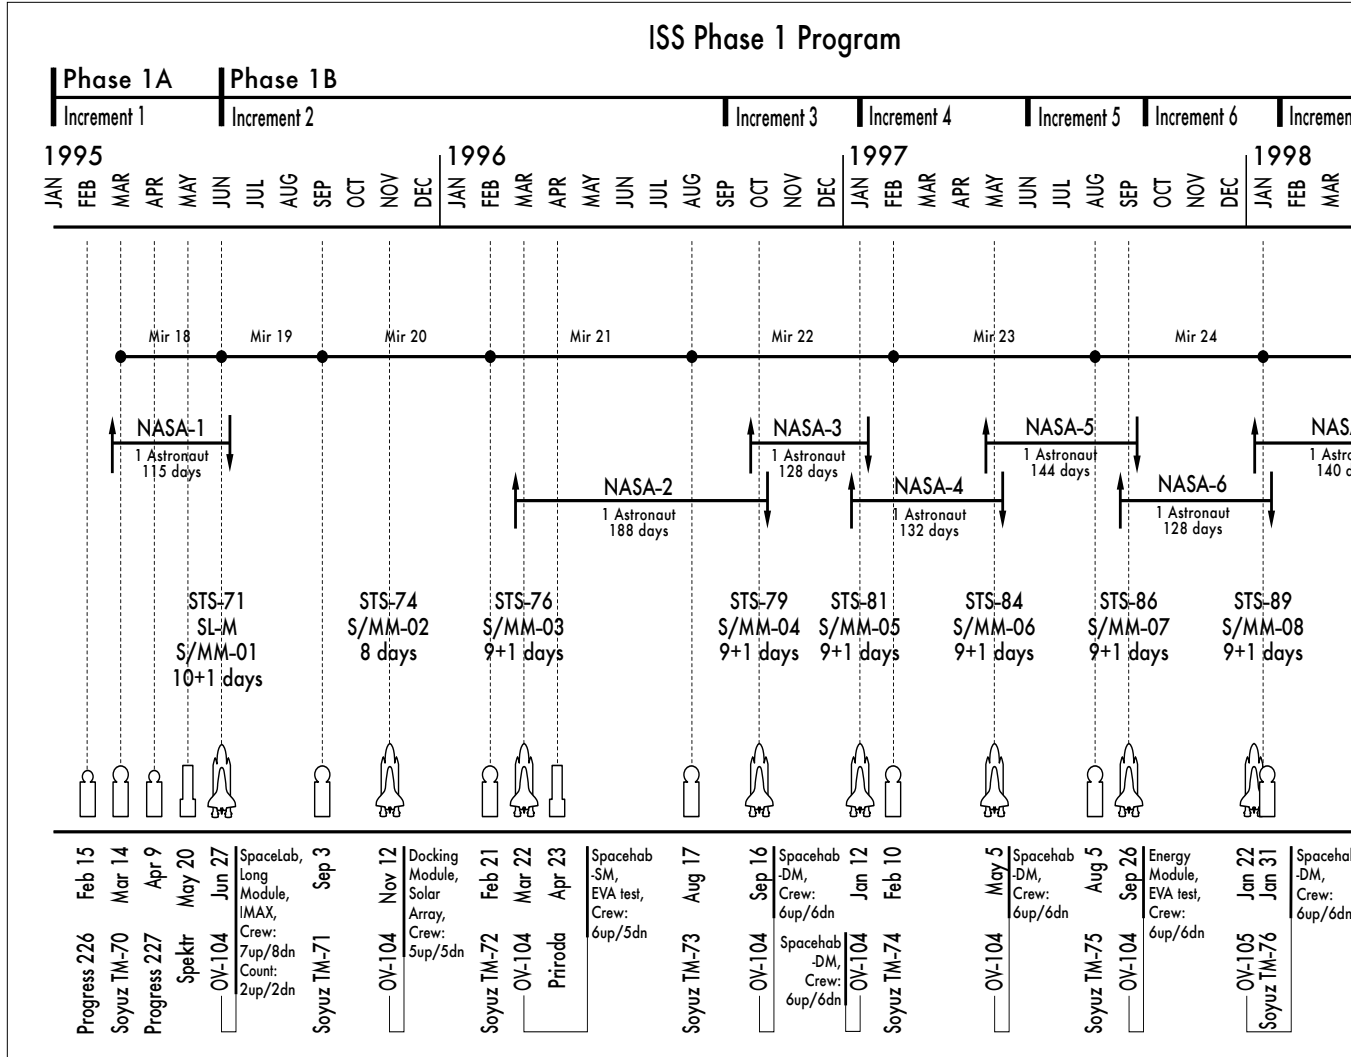 ISS Phase 1 Program
Phase 1A
Phase 1B
Increment 1
Increment 2
Increment 3
Increment 4
Increment 5
Increment 6
Incremen
1995
1996
1997
1998
JAN FEB MAR APR MAY JUN JUL AUG SEP OCT NOV DEC JAN FEB MAR APR MAY JUN JUL AUG SEP OCT NOV DEC JAN FEB MAR APR MAY JUN JUL AUG SEP OCT NOV DEC JAN FEB MAR
Mir 18
Mir 19
Mir 20
Mir 21
Mir 22
Mir 23
Mir 24
NASA-1
1 Astronaut
115 days
NASA-2
1 Astronaut
188 days
NASA-3
1 Astronaut
128 days
NASA-4
1 Astronaut
132 days
NASA-5
1 Astronaut
144 days
NASA-6
1 Astronaut
128 days
NAS
1 Astro
140 d
STS-71
SL-M
S/MM-01
10+1 days
STS-74
S/MM-02
8 days
STS-76
S/MM-03
9+1 days
STS-79
S/MM-04
9+1 days
STS-81
S/MM-05
9+1 days
STS-84
S/MM-06
9+1 days
STS-86
S/MM-07
9+1 days
STS-89
S/MM-08
9+1 days
Progress 226 Feb 15
Soyuz TM-70 Mar 14
Progress 227 Apr 9
Spektr May 20
OV-104 Jun 27
SpaceLab,
Long
Module,
IMAX,
Crew:
7up/8dn
Count:
2up/2dn
Soyuz TM-71 Sep 3
OV-104 Nov 12
Docking
Module,
Solar
Array,
Crew:
5up/5dn
Soyuz TM-72 Feb 21
OV-104 Mar 22
Priroda Apr 23
Spacehab
-SM,
EVA test,
Crew:
6up/5dn
Soyuz TM-73 Aug 17
OV-104 Sep 16
Spacehab
-DM,
Crew:
6up/6dn
Spacehab
-DM,
Crew:
6up/6dn
OV-104 Jan 12
Soyuz TM-74 Feb 10
OV-104 May 5
Spacehab
-DM,
Crew:
6up/6dn
Soyuz TM-75 Aug 5
OV-104 Sep 26
Energy
Module,
EVA test,
Crew:
6up/6dn
OV-105 Jan 22
Soyuz TM-76 Jan 31
Spacehab
-DM,
Crew:
6up/6dn